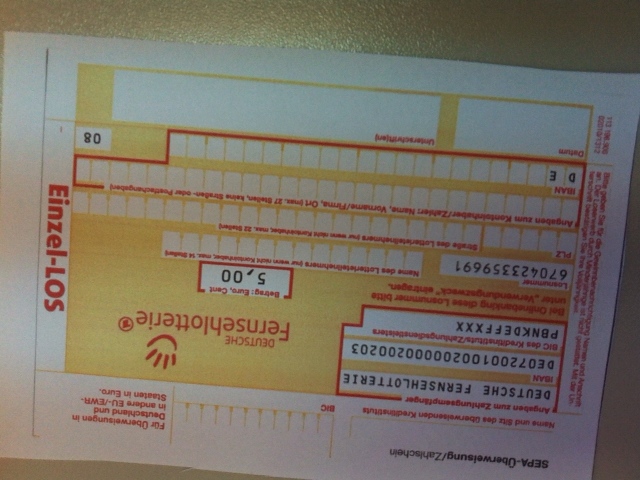 SEPA-Überweisung/Zahlschein
Für Überweisungen in
Deutschland und
in andere EU-/EWR-
Staaten in Euro.
Name und Sitz des überweisenden Kreditinstituts
BIC
Angaben zum Zahlungsempfänger
DEUTSCHE FERNSEHLOTTERIE
IBAN
DE07200100200000200203
BIC des Kreditinstituts/Zahlungsdienstleisters
PBNKDEFFXXX
DEUTSCHE
Fernsehlotterie
Bei Onlinebanking diese Losnummer bitte
unter „Verwendungszweck" eintragen.
Betrag: Euro, Cent
5,00
Losnummer
670423359691
Name des Lotterieteilnehmers (nur wenn nicht Kontoinhaber, max. 14 Stellen)
PLZ
Straße des Lotterieteilnehmers (nur wenn nicht Kontoinhaber, max. 22 Stellen)
Angaben zum Kontoinhaber/Zahler: Name, Vorname/Firma, Ort (max. 27 Stellen, keine Straßen- oder Postfachangaben)
IBAN
DE
08
Datum
Unterschrift(en)
Einzel-LOS